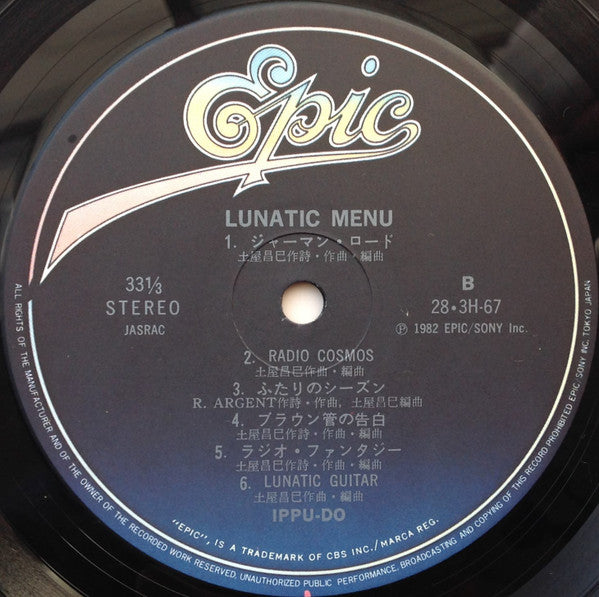 Epic
LUNATIC MENU
1. ジャーマン・ロード
土屋昌巳作詩・作曲・編曲
33⅓
STEREO
JASRAC
B
28・3H-67
Ⓟ 1982 EPIC/SONY Inc.
2. RADIO COSMOS
土屋昌巳作曲・編曲
3. ふたりのシーズン
R. ARGENT作詩・作曲, 土屋昌巳編曲
4. ブラウン管の告白
土屋昌巳作詩・作曲・編曲
5. ラジオ・ファンタジー
土屋昌巳作詩・作曲・編曲
6. LUNATIC GUITAR
土屋昌巳作曲・編曲
IPPU-DO
"EPIC", IS A TRADEMARK OF CBS INC./MARCA REG.
ALL RIGHTS OF THE MANUFACTURER AND OF THE OWNER OF THE RECORDED WORK RESERVED. UNAUTHORIZED PUBLIC PERFORMANCE, BROADCASTING AND COPYING OF THIS RECORD PROHIBITED EPIC/SONY INC. TOKYO JAPAN